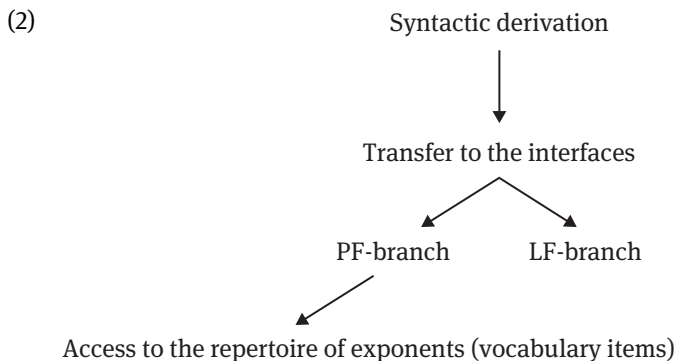 (2) Syntactic derivation
Transfer to the interfaces
PF-branch LF-branch
Access to the repertoire of exponents (vocabulary items)